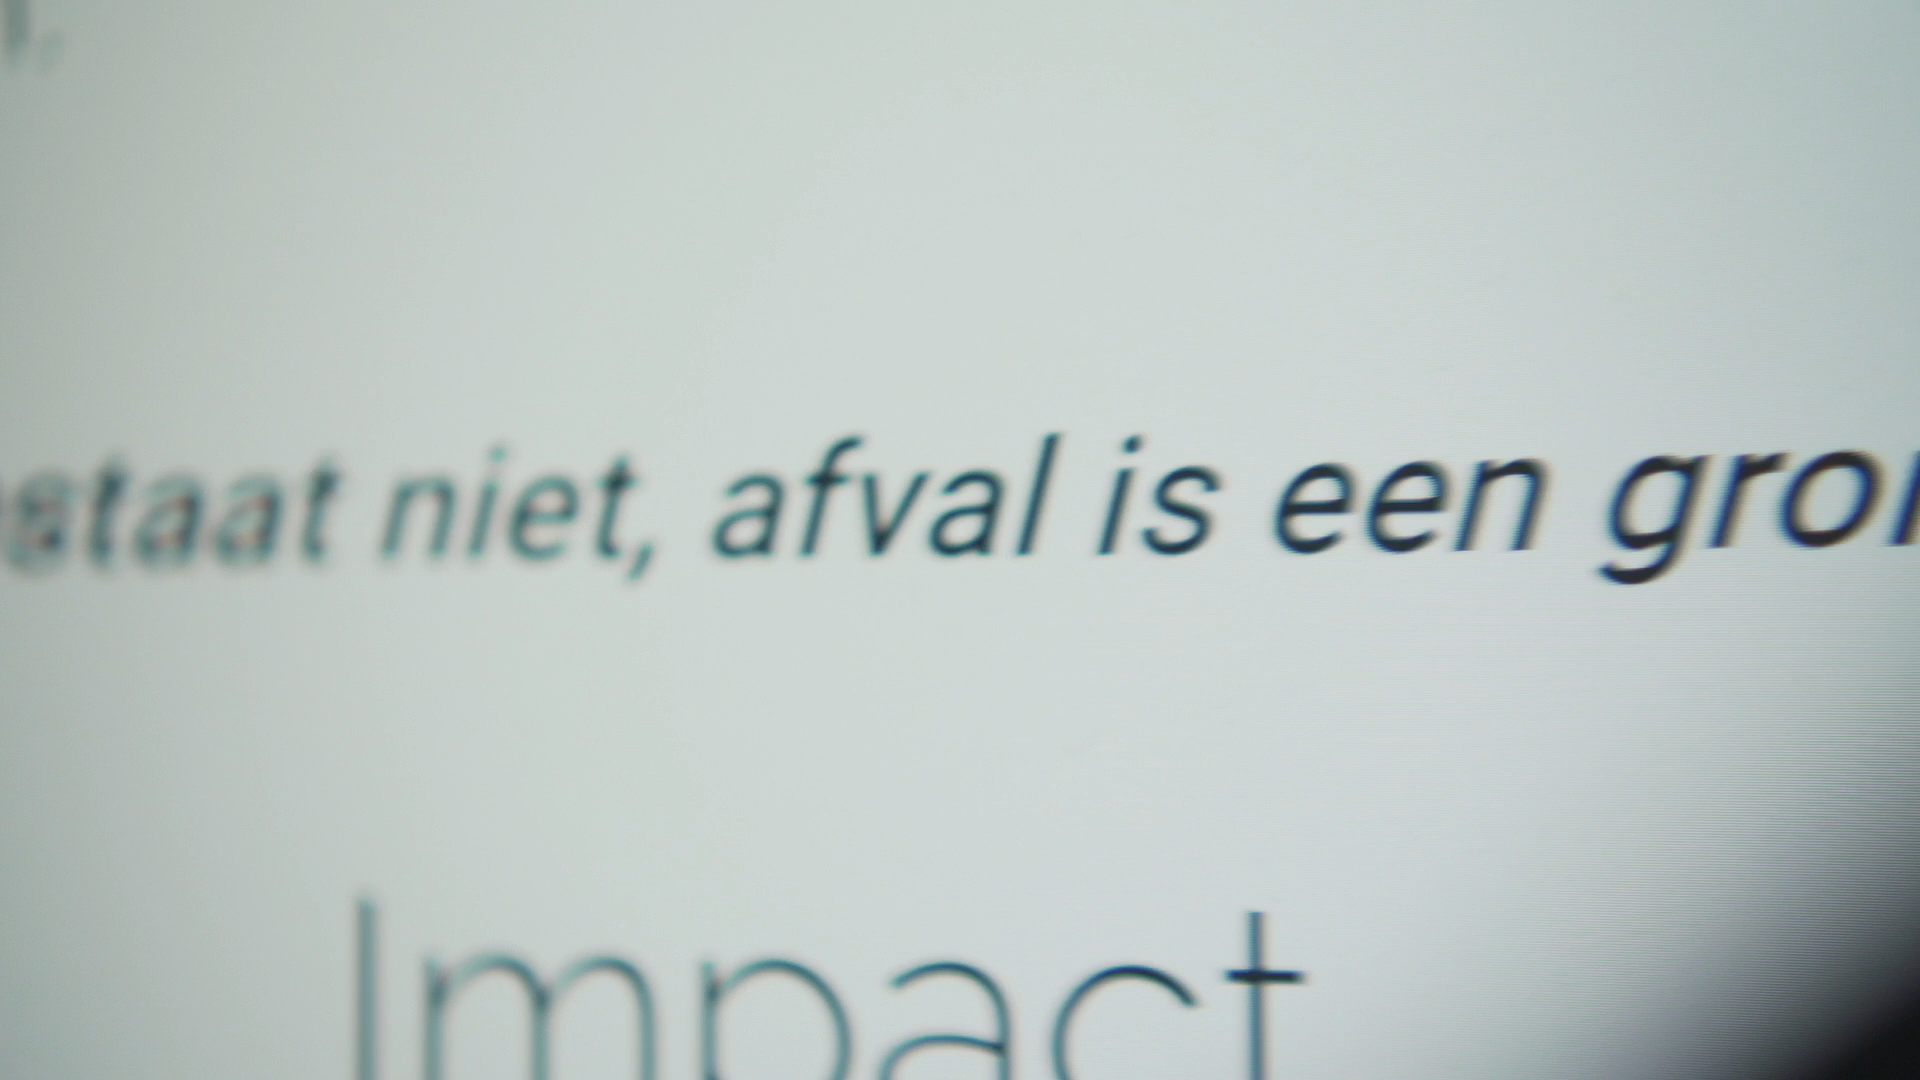 staat niet, afval is een gro
Impact